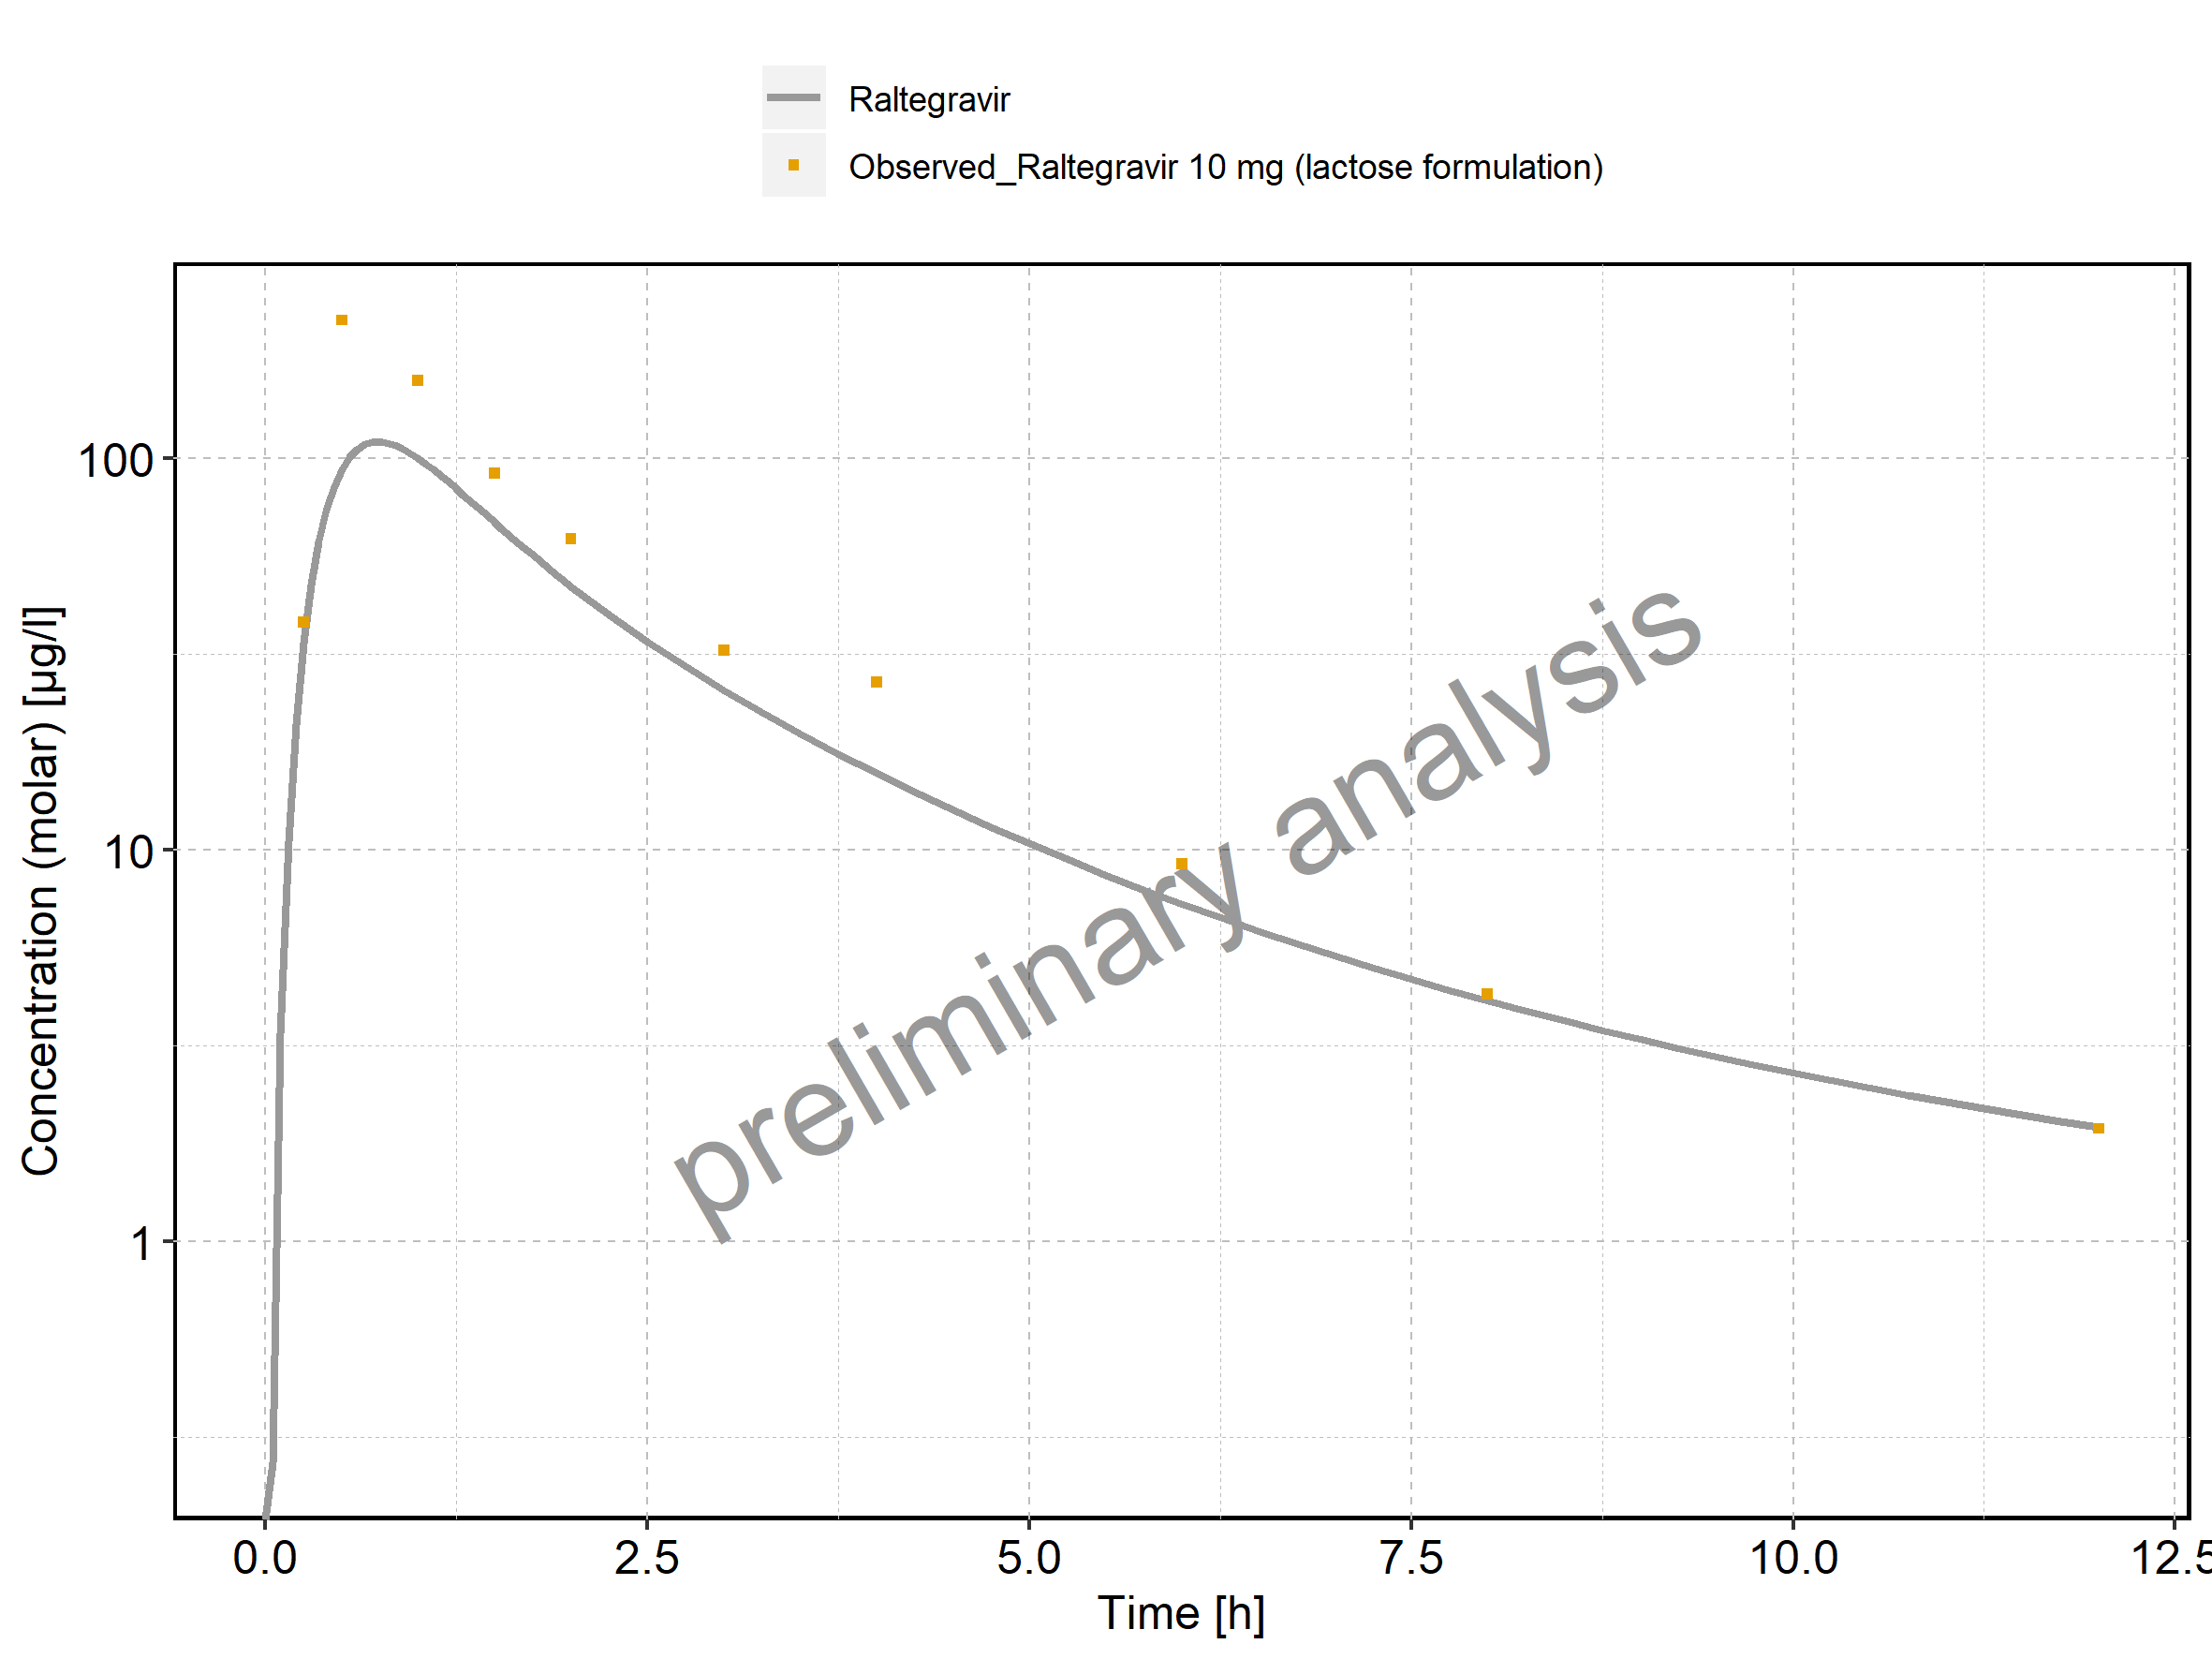 Raltegravir
Observed_Raltegravir 10 mg (lactose formulation)
Concentration (molar) [µg/l]
100
10
1
preliminary analysis
0.0
2.5
5.0
7.5
10.0
12.5
Time [h]